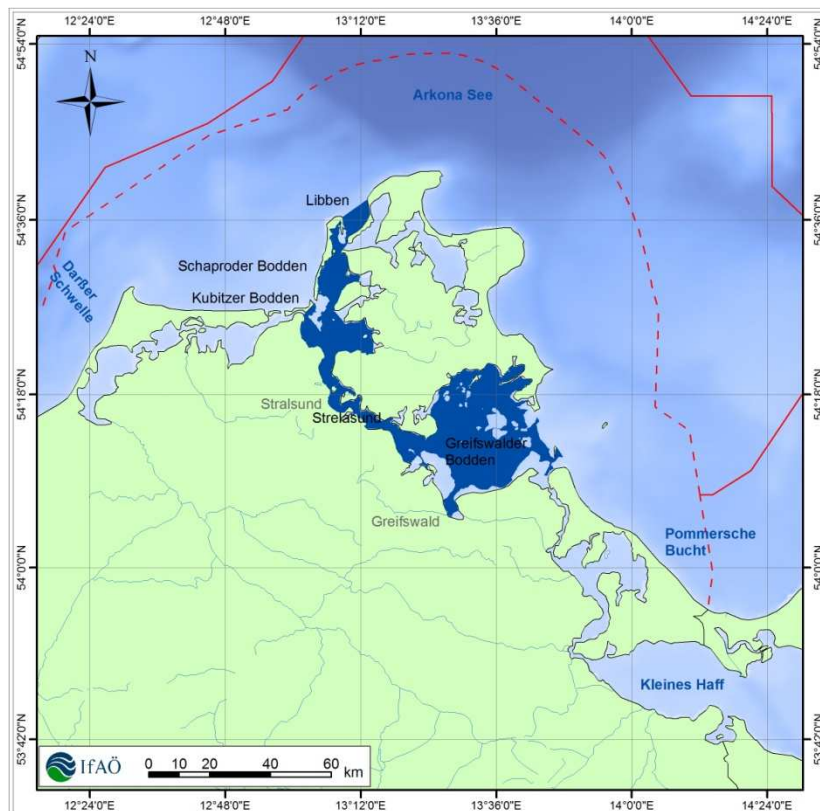 12°24'0"E 12°48'0"E 13°12'0"E 13°36'0"E 14°0'0"E 14°24'0"E
54°54'0"N
54°54'0"N
N
Arkona See
Libben
54°36'0"N
54°36'0"N
Schaproder Bodden
Kubitzer Bodden
Darßer
Schwelle
54°18'0"N
54°18'0"N
Stralsund
Strelasund
Greifswalder
Bodden
Greifswald
Pommersche
Bucht
54°0'0"N
54°0'0"N
Kleines Haff
53°42'0"N
53°42'0"N
IfAÖ
0 10 20 40 60
km
12°24'0"E 12°48'0"E 13°12'0"E 13°36'0"E 14°0'0"E 14°24'0"E